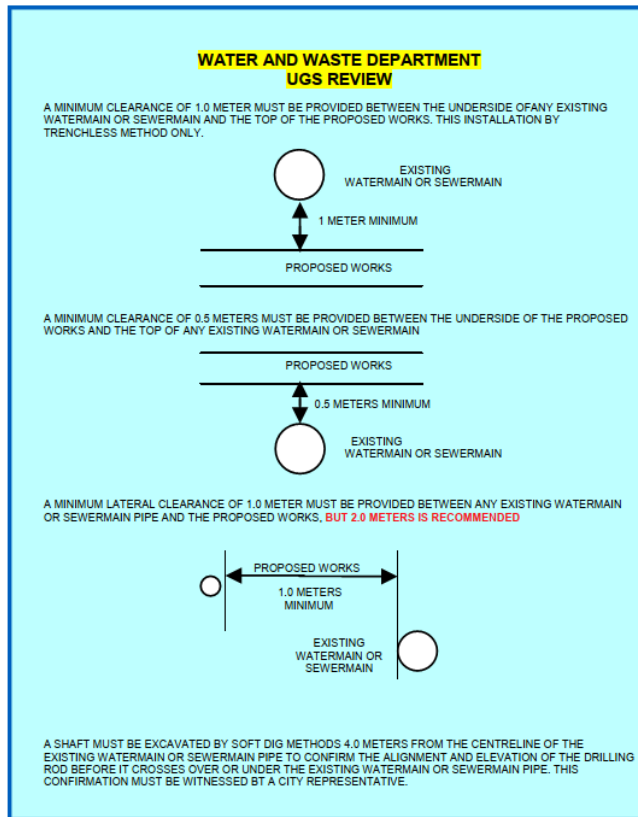 WATER AND WASTE DEPARTMENT
UGS REVIEW
A MINIMUM CLEARANCE OF 1.0 METER MUST BE PROVIDED BETWEEN THE UNDERSIDE OFANY EXISTING
WATERMAIN OR SEWERMAIN AND THE TOP OF THE PROPOSED WORKS. THIS INSTALLATION BY
TRENCHLESS METHOD ONLY.
EXISTING
WATERMAIN OR SEWERMAIN
1 METER MINIMUM
PROPOSED WORKS
A MINIMUM CLEARANCE OF 0.5 METERS MUST BE PROVIDED BETWEEN THE UNDERSIDE OF THE PROPOSED
WORKS AND THE TOP OF ANY EXISTING WATERMAIN OR SEWERMAIN
PROPOSED WORKS
0.5 METERS MINIMUM
EXISTING
WATERMAIN OR SEWERMAIN
A MINIMUM LATERAL CLEARANCE OF 1.0 METER MUST BE PROVIDED BETWEEN ANY EXISTING WATERMAIN
OR SEWERMAIN PIPE AND THE PROPOSED WORKS, BUT 2.0 METERS IS RECOMMENDED
PROPOSED WORKS
1.0 METERS
MINIMUM
EXISTING
WATERMAIN OR
SEWERMAIN
A SHAFT MUST BE EXCAVATED BY SOFT DIG METHODS 4.0 METERS FROM THE CENTRELINE OF THE
EXISTING WATERMAIN OR SEWERMAIN PIPE TO CONFIRM THE ALIGNMENT AND ELEVATION OF THE DRILLING
ROD BEFORE IT CROSSES OVER OR UNDER THE EXISTING WATERMAIN OR SEWERMAIN PIPE. THIS
CONFIRMATION MUST BE WITNESSED BT A CITY REPRESENTATIVE.